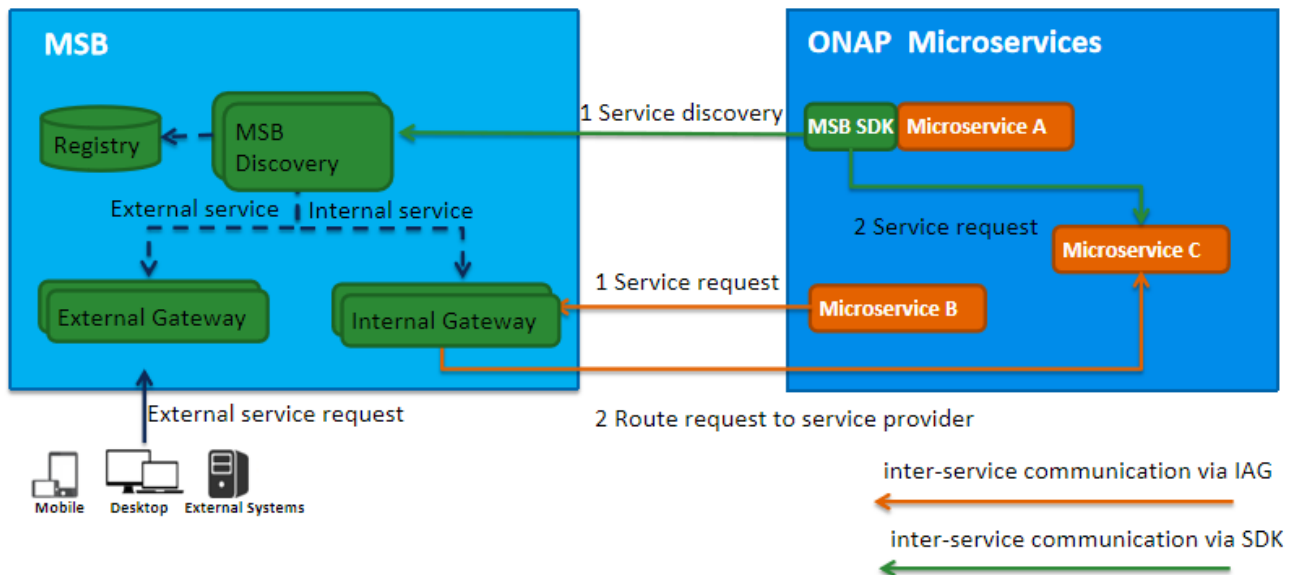 MSB
ONAP Microservices
Registry
MSB
Discovery
1 Service discovery
MSB SDK
Microservice A
External service
Internal service
2 Service request
Microservice C
1 Service request
External Gateway
Internal Gateway
Microservice B
External service request
2 Route request to service provider
Mobile
Desktop
External Systems
inter-service communication via IAG
inter-service communication via SDK